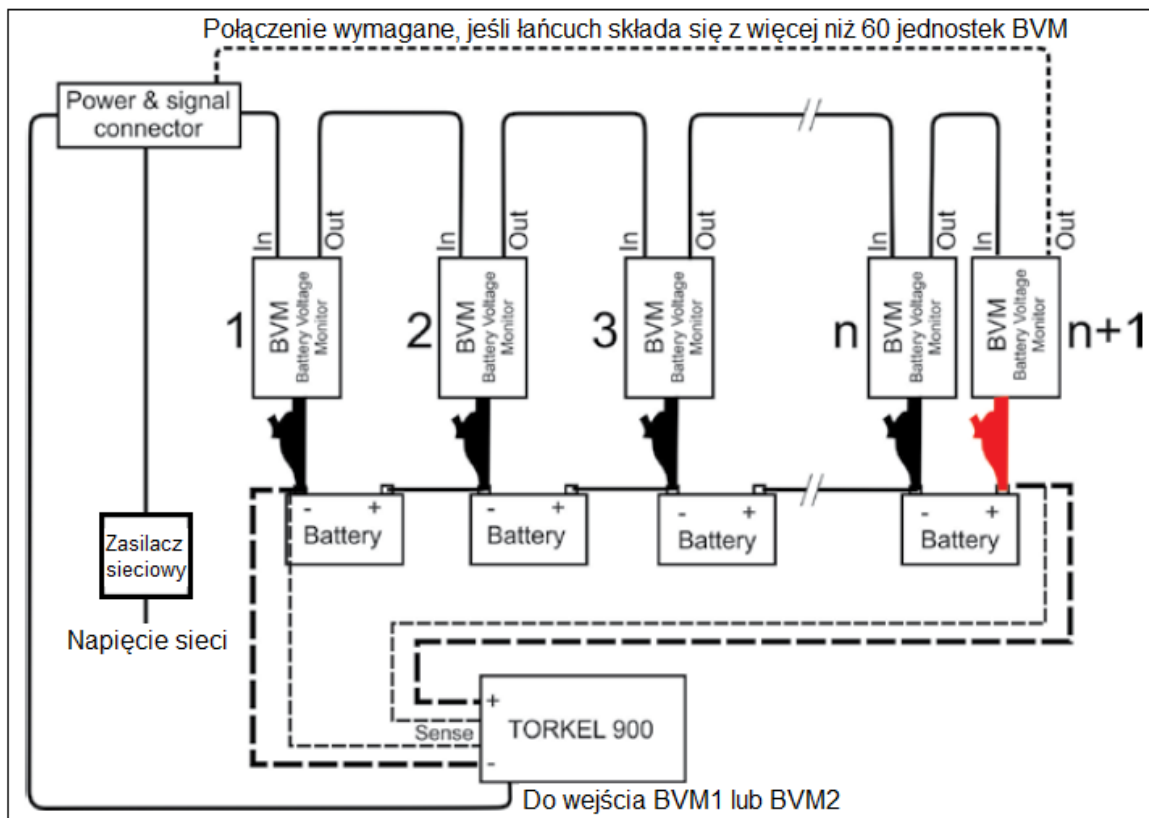 Połączenie wymagane, jeśli łańcuch składa się z więcej niż 60 jednostek BVM
Power & signal
connector
In
Out
In
Out
In
Out
In
Out
In
Out
1
BVM
Battery Voltage
Monitor
2
BVM
Battery Voltage
Monitor
3
BVM
Battery Voltage
Monitor
n
BVM
Battery Voltage
Monitor
BVM
Battery Voltage
Monitor
n+1
- +
Battery
- +
Battery
- +
Battery
- +
Battery
Zasilacz
sieciowy
Napięcie sieci
+
Sense
-
TORKEL 900
Do wejścia BVM1 lub BVM2